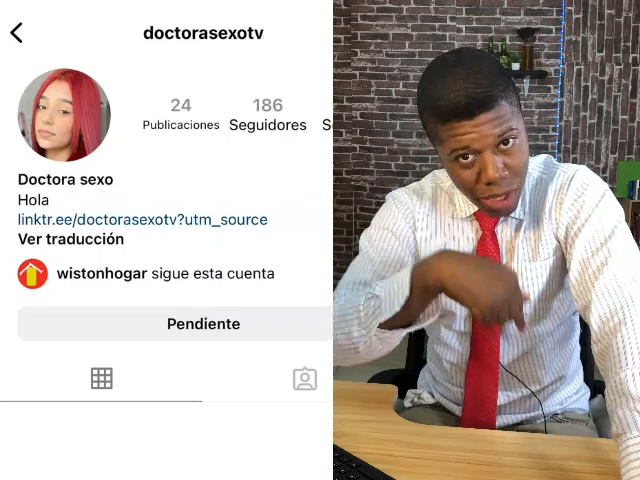 doctorasexotv
24
186
Publicaciones
Seguidores
S
Doctora sexo
Hola
linktr.ee/doctorasexotv?utm_source
Ver traducción
wistonhogar sigue esta cuenta
Pendiente